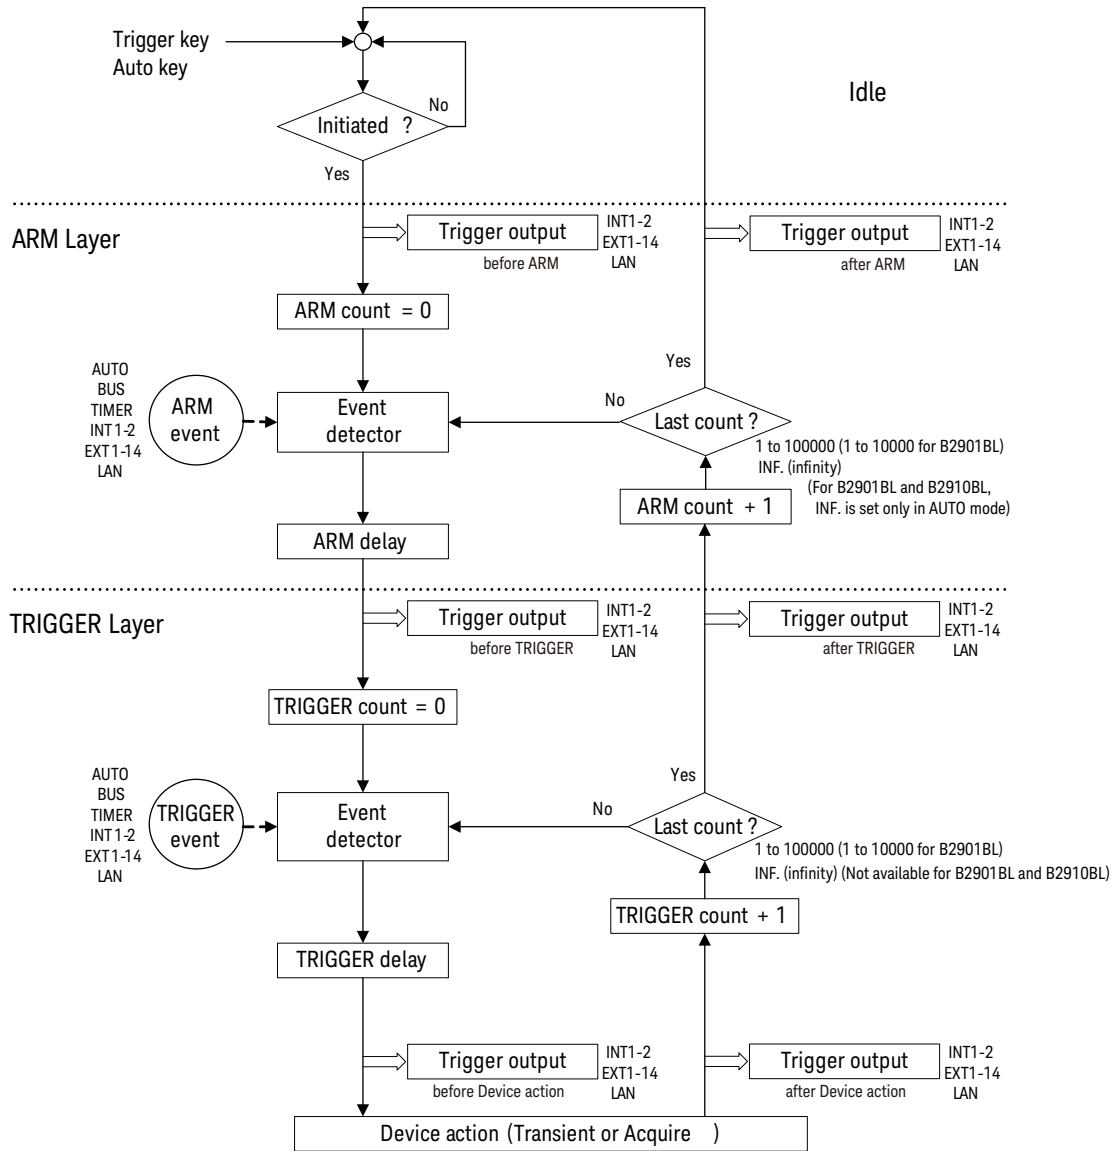 Trigger key
Auto key
No
Idle
Initiated ?
Yes
ARM Layer
Trigger output
before ARM
INT1-2
EXT1-14
LAN
Trigger output
after ARM
INT1-2
EXT1-14
LAN
ARM count = 0
AUTO
BUS
TIMER
INT1-2
EXT1-14
LAN
ARM
event
Event
detector
No
Yes
Last count ?
1 to 100000 (1 to 10000 for B2901BL)
INF. (infinity)
(For B2901BL and B2910BL,
INF. is set only in AUTO mode)
ARM count + 1
ARM delay
TRIGGER Layer
Trigger output
before TRIGGER
INT1-2
EXT1-14
LAN
Trigger output
after TRIGGER
INT1-2
EXT1-14
LAN
TRIGGER count = 0
AUTO
BUS
TIMER
INT1-2
EXT1-14
LAN
TRIGGER
event
Event
detector
No
Yes
Last count ?
1 to 100000 (1 to 10000 for B2901BL)
INF. (infinity) (Not available for B2901BL and B2910BL)
TRIGGER count + 1
TRIGGER delay
Trigger output
before Device action
INT1-2
EXT1-14
LAN
Trigger output
after Device action
INT1-2
EXT1-14
LAN
Device action (Transient or Acquire )